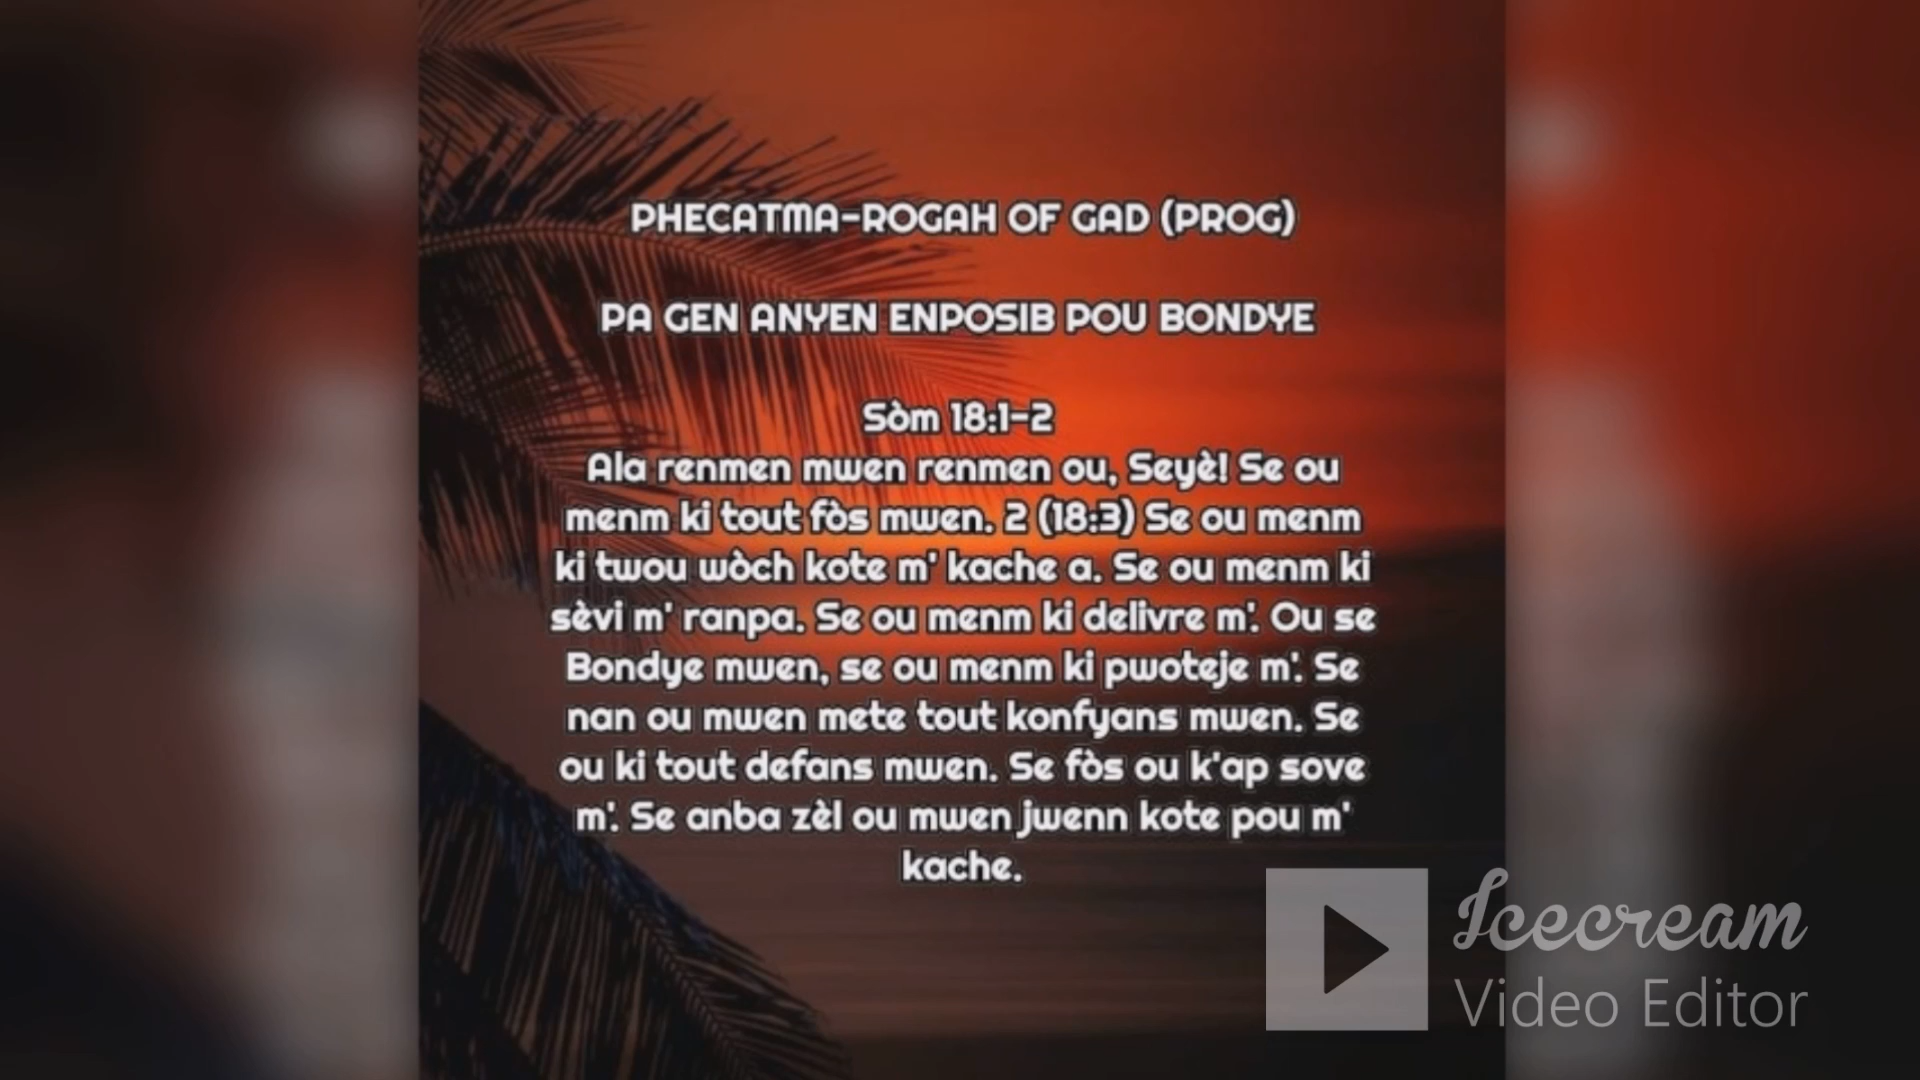 PHECATMA-ROGAH OF GAD (PROG)
PA GEN ANYEN ENPOSIB POU BONDYE
Sòm 18:1-2
Ala renmen mwen renmen ou, Seyè! Se ou
menm ki tout fòs mwen. 2 (18:3) Se ou menm
ki twou wòch kote m' kache a. Se ou menm ki
sèvi m' ranpa. Se ou menm ki delivre m'. Ou se
Bondye mwen, se ou menm ki pwoteje m'. Se
nan ou mwen mete tout konfyans mwen. Se
ou ki tout defans mwen. Se fòs ou k'ap sove
m'. Se anba zèl ou mwen jwenn kote pou m'
kache.
Icecream
Video Editor